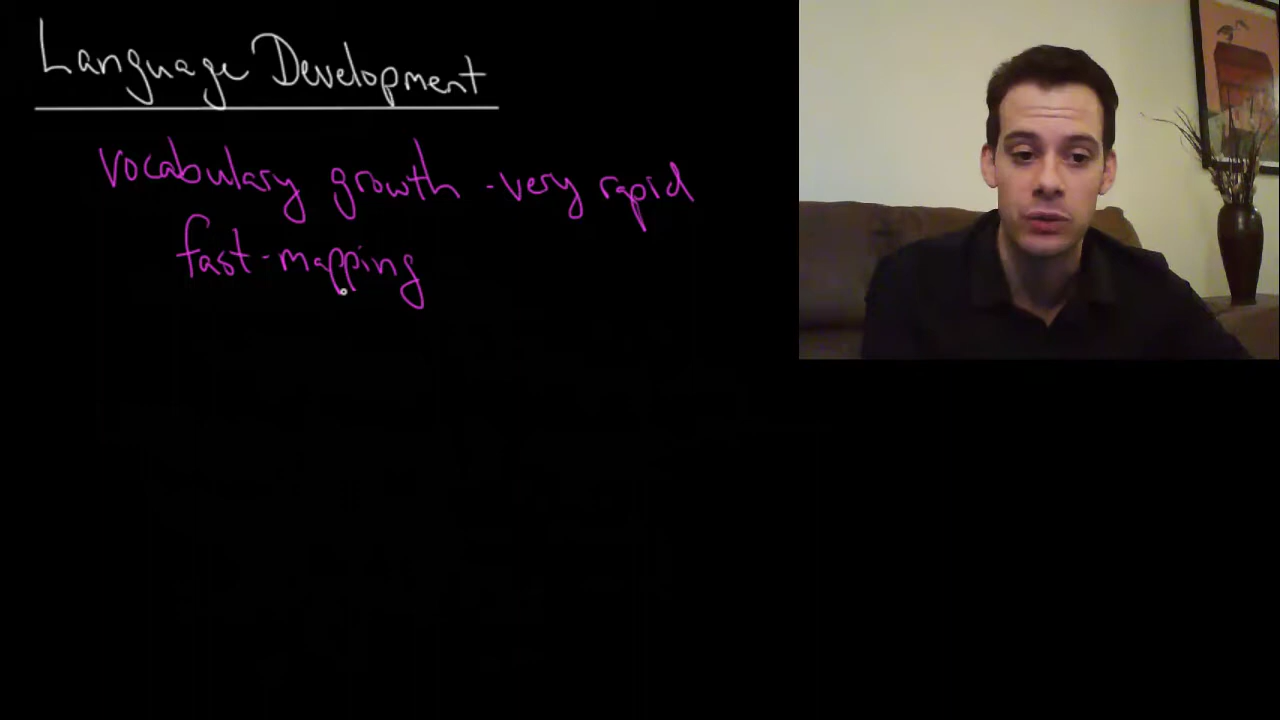 Language Development
vocabulary growth - very rapid
fast-mapping